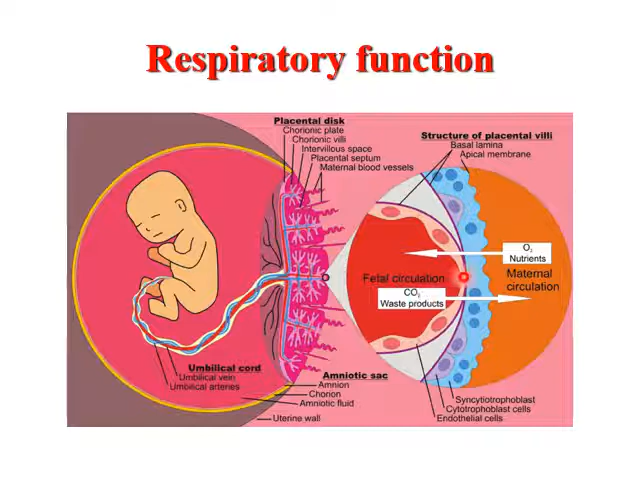 Respiratory function
Placental disk
Chorionic plate
Chorionic villi
Intervillous space
Placental septum
Maternal blood vessels
Structure of placental villi
Basal lamina
Apical membrane
O2
Nutrients
Fetal circulation
Maternal
circulation
CO2
Waste products
Umbilical cord
Umbilical vein
Umbilical arteries
Amniotic sac
Amnion
Chorion
Amniotic fluid
Uterine wall
Syncytiotrophoblast
Cytotrophoblast cells
Endothelial cells